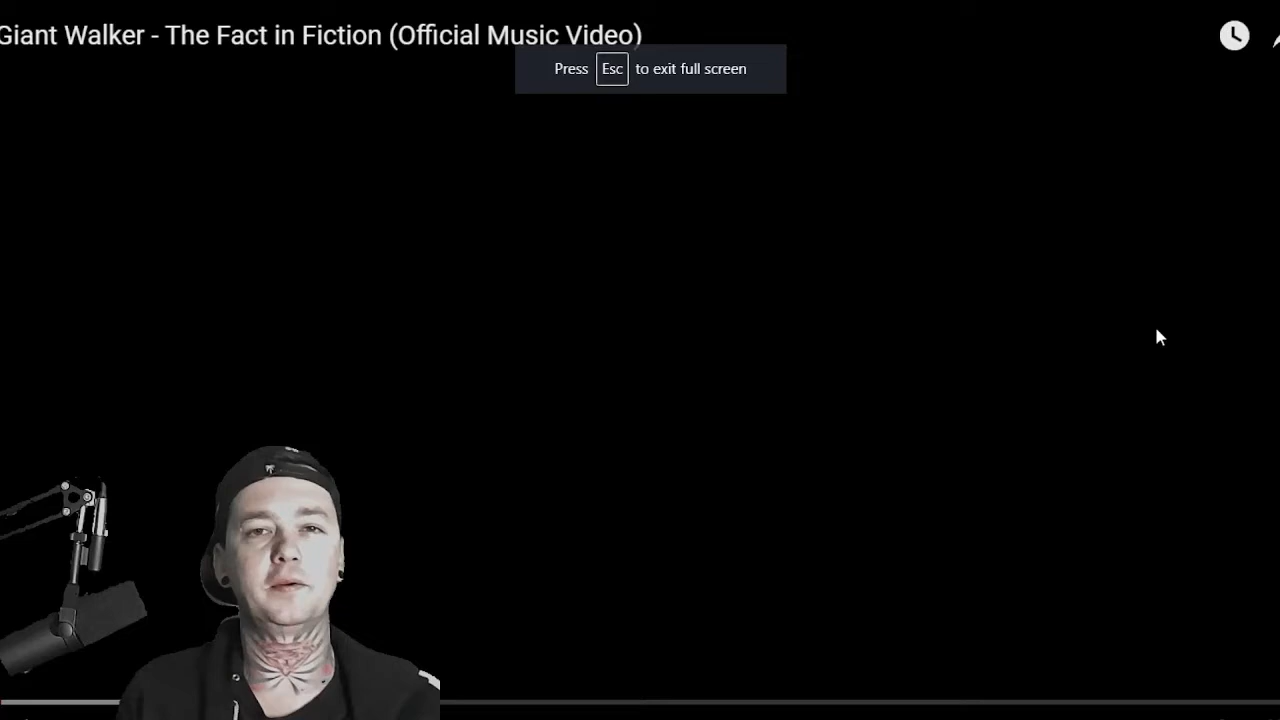 Giant Walker - The Fact in Fiction (Official Music Video)
Press Esc to exit full screen